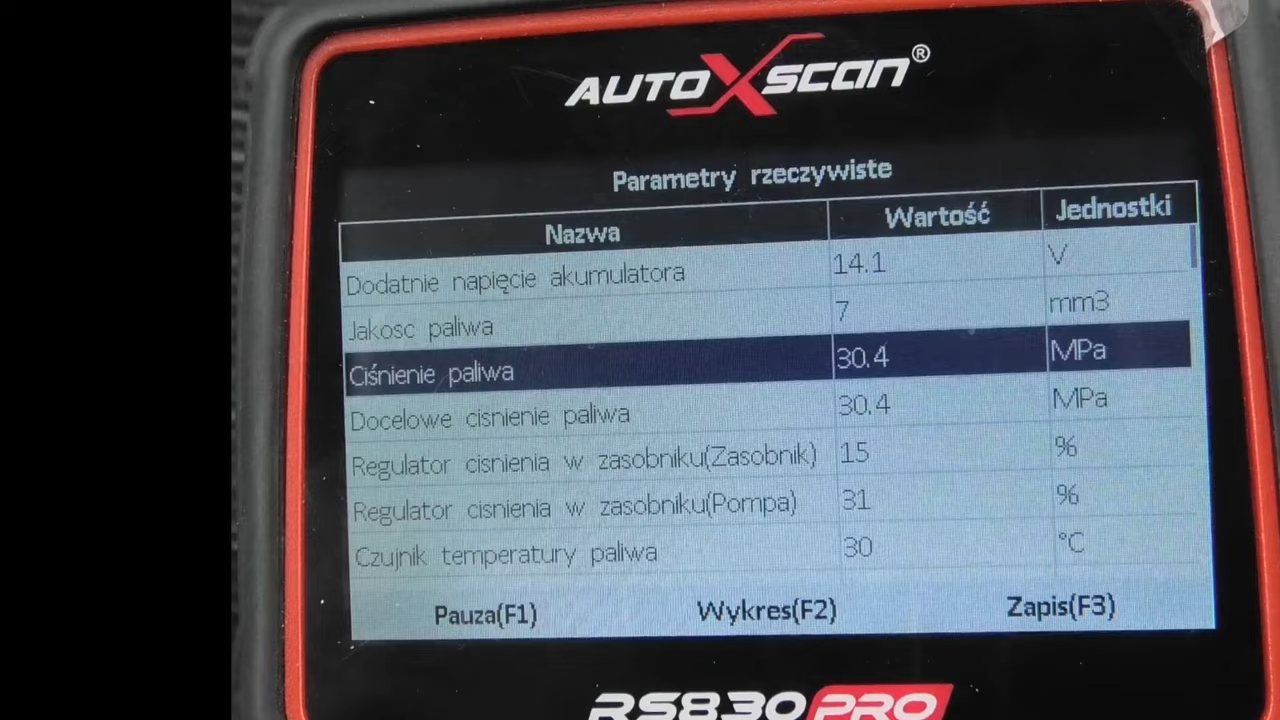 AUTOXSCAN®
Parametry rzeczywiste
Nazwa Wartość Jednostki
Dodatnie napięcie akumulatora 14.1 V
Jakosc paliwa 7 mm3
Ciśnienie paliwa 30.4 MPa
Docelowe cisnienie paliwa 30.4 MPa
Regulator cisnienia w zasobniku(Zasobnik) 15 %
Regulator cisnienia w zasobniku(Pompa) 31 %
Czujnik temperatury paliwa 30 °C
Pauza(F1) Wykres(F2) Zapis(F3)
RS830 PRO